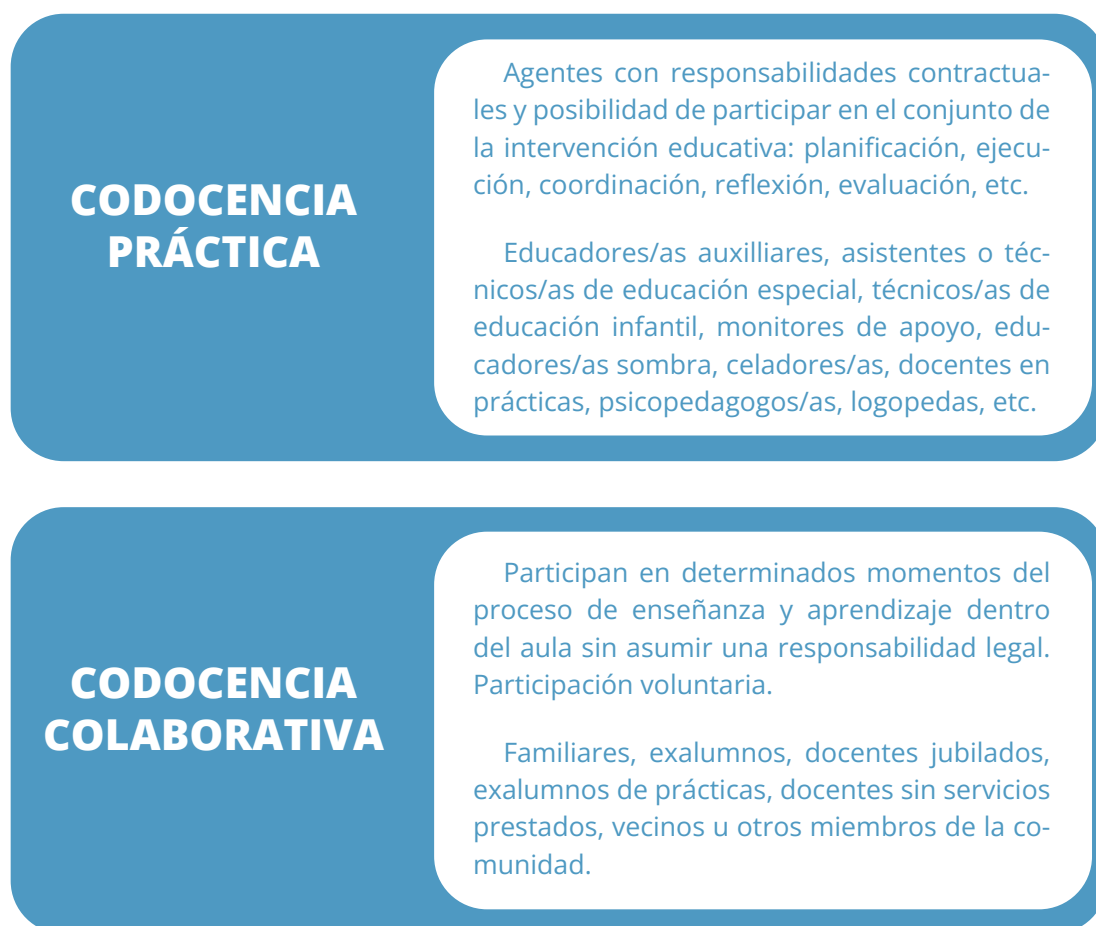 CODOCENCIA
PRÁCTICA
Agentes con responsabilidades contractua-
les y posibilidad de participar en el conjunto de
la intervención educativa: planificación, ejecu-
ción, coordinación, reflexión, evaluación, etc.
Educadores/as auxilliares, asistentes o téc-
nicos/as de educación especial, técnicos/as de
educación infantil, monitores de apoyo, edu-
cadores/as sombra, celadores/as, docentes en
prácticas, psicopedagogos/as, logopedas, etc.
CODOCENCIA
COLABORATIVA
Participan en determinados momentos del
proceso de enseñanza y aprendizaje dentro
del aula sin asumir una responsabilidad legal.
Participación voluntaria.
Familiares, exalumnos, docentes jubilados,
exalumnos de prácticas, docentes sin servicios
prestados, vecinos u otros miembros de la co-
munidad.